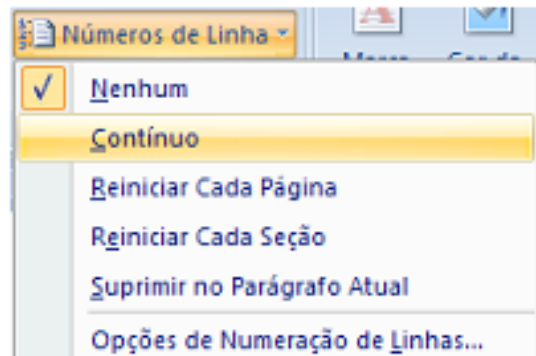 Números de Linha
Nenhum
Contínuo
Reiniciar Cada Página
Reiniciar Cada Seção
Suprimir no Parágrafo Atual
Opções de Numeração de Linhas...